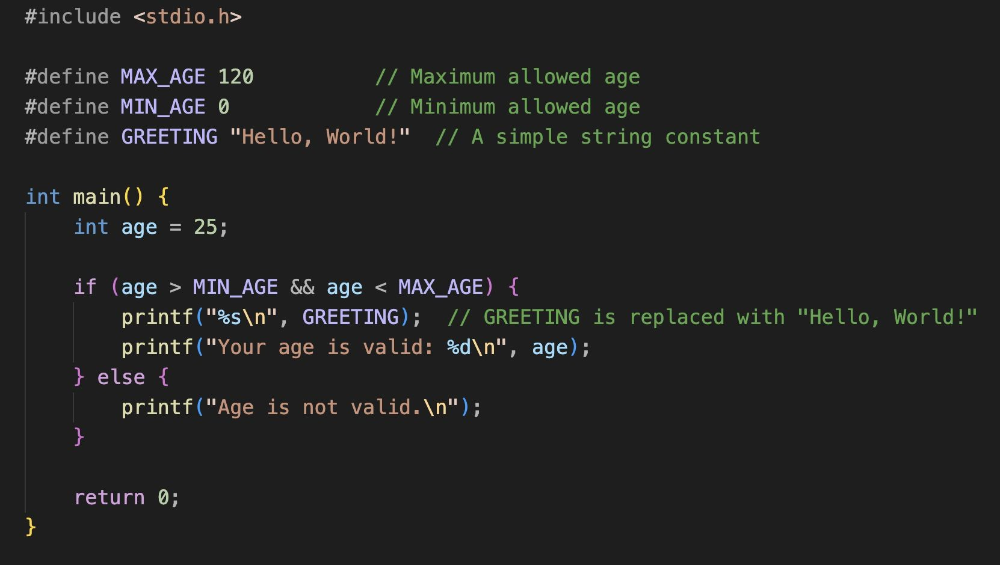 #include <stdio.h>

#define MAX_AGE 120          // Maximum allowed age
#define MIN_AGE 0            // Minimum allowed age
#define GREETING "Hello, World!"  // A simple string constant

int main() {
    int age = 25;

    if (age > MIN_AGE && age < MAX_AGE) {
        printf("%s\n", GREETING);  // GREETING is replaced with "Hello, World!"
        printf("Your age is valid: %d\n", age);
    } else {
        printf("Age is not valid.\n");
    }

    return 0;
}